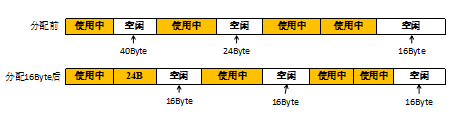 分配前 使用中 空闲 使用中 空闲 使用中 使用中 空闲
40Byte 24Byte 16Byte
分配16Byte后 使用中 24B 空闲 使用中 空闲 使用中 使用中 空闲
16Byte 16Byte 16Byte